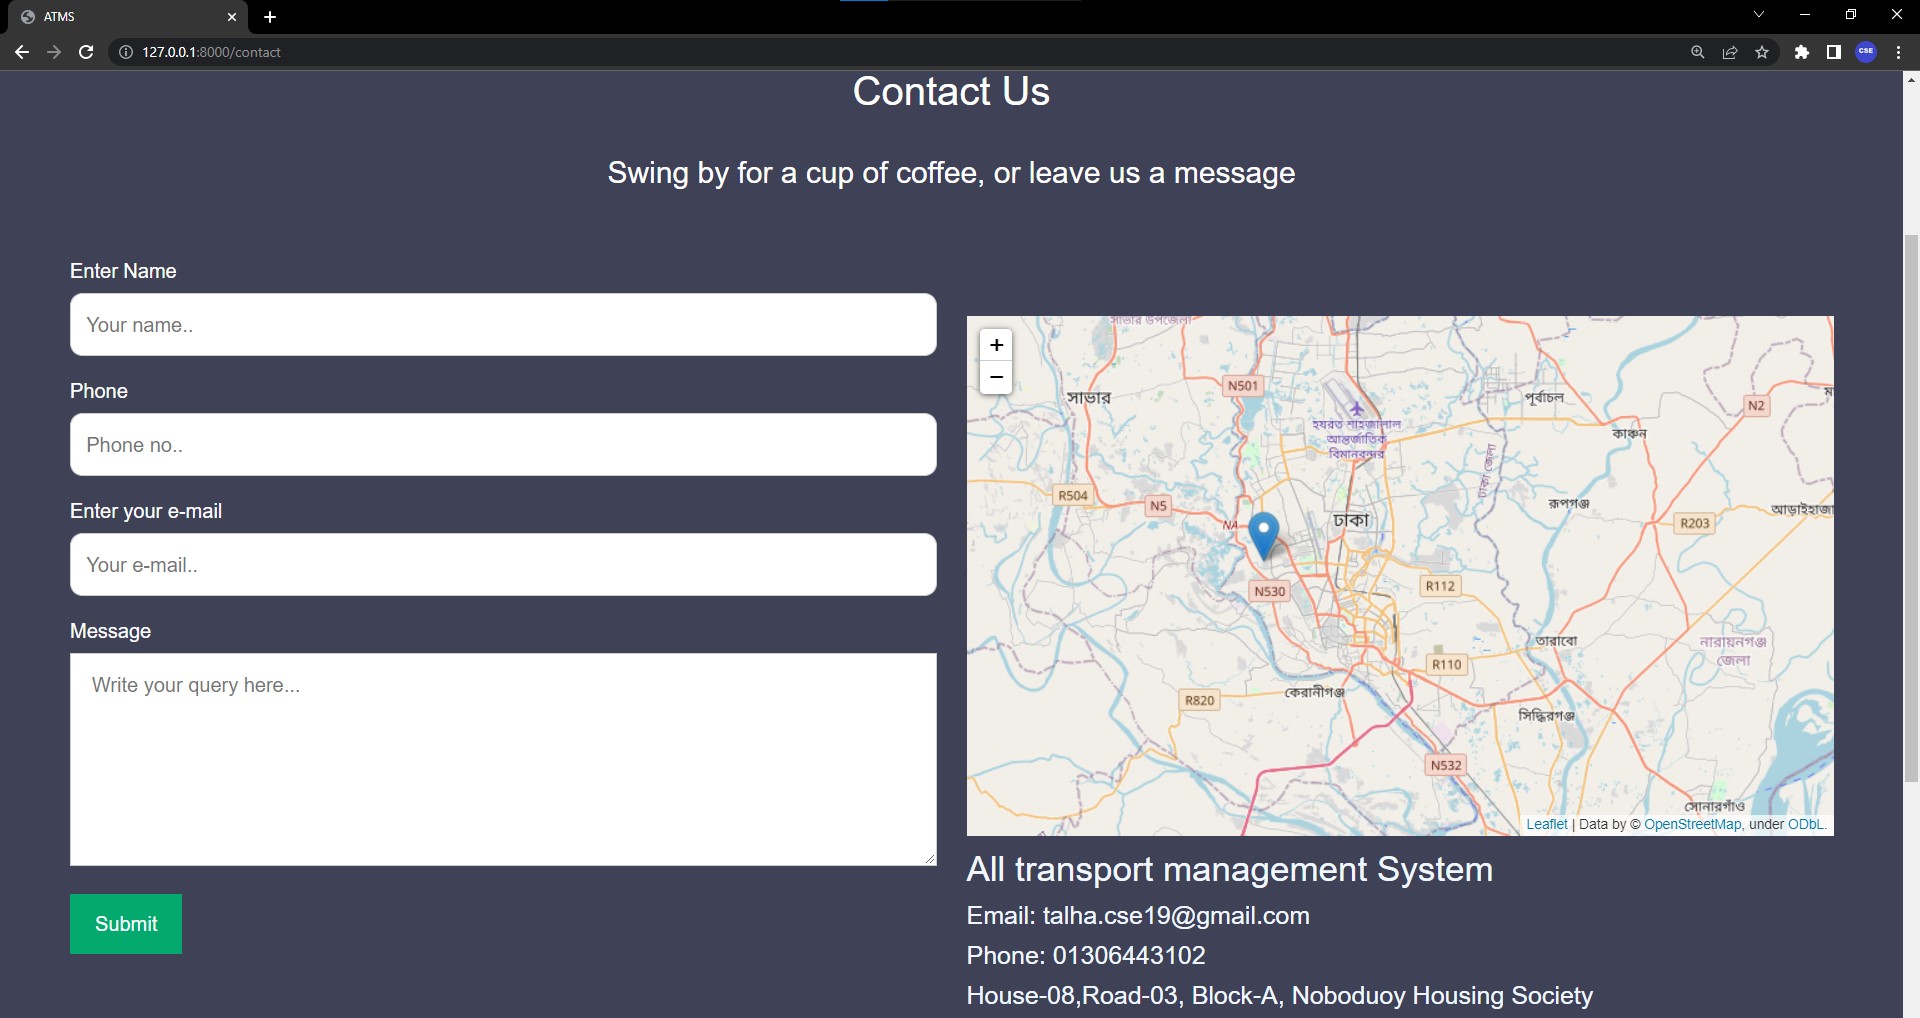 ATMS
127.0.0.1:8000/contact
CSE
Contact Us
Swing by for a cup of coffee, or leave us a message
Enter Name
Your name..
Phone
Phone no..
Enter your e-mail
Your e-mail..
Message
Write your query here...
Submit
+
−
সাভার উপজেলা
N501
সাভার
হযরত শাহজালাল
আন্তর্জাতিক
বিমানবন্দর
পূর্বাচল
N2
কাঞ্চন
ঢাকা জেলা
R504
N5
NA
ঢাকা
রূপগঞ্জ
R203
আড়াইহাজা
N530
R112
তারাবো
নারায়নগঞ্জ
জেলা
R110
R820
কেরানীগঞ্জ
সিদ্ধিরগঞ্জ
N532
সোনারগাঁও
Leaflet | Data by © OpenStreetMap, under ODbL.
All transport management System
Email: talha.cse19@gmail.com
Phone: 01306443102
House-08,Road-03, Block-A, Noboduoy Housing Society